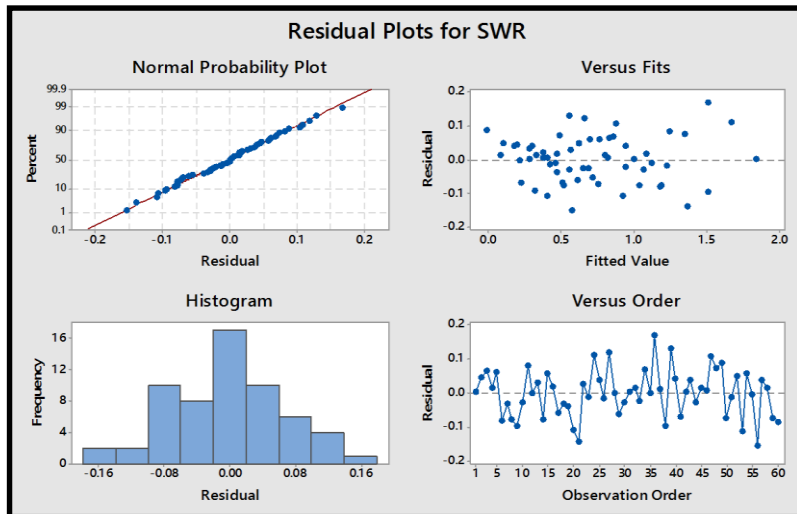 Residual Plots for SWR
Normal Probability Plot
99.9
99
90
50
10
1
0.1
Percent
-0.2 -0.1 0.0 0.1 0.2
Residual
Versus Fits
0.2
0.1
0.0
-0.1
-0.2
Residual
0.0 0.5 1.0 1.5 2.0
Fitted Value
Histogram
16
12
8
4
0
Frequency
-0.16 -0.08 0.00 0.08 0.16
Residual
Versus Order
0.2
0.1
0.0
-0.1
-0.2
Residual
1 5 10 15 20 25 30 35 40 45 50 55 60
Observation Order